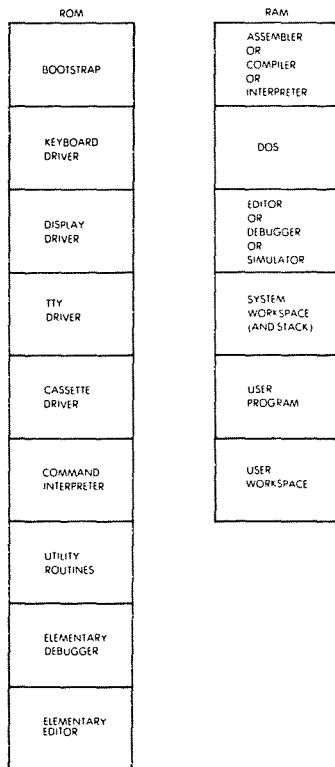 ROM
BOOTSTRAP
KEYBOARD
DRIVER
DISPLAY
DRIVER
TTY
DRIVER
CASSETTE
DRIVER
COMMAND
INTERPRETER
UTILITY
ROUTINES
ELEMENTARY
DEBUGGER
ELEMENTARY
EDITOR
RAM
ASSEMBLER
OR
COMPILER
OR
INTERPRETER
DOS
EDITOR
OR
DEBUGGER
OR
SIMULATOR
SYSTEM
WORKSPACE
(AND STACK)
USER
PROGRAM
USER
WORKSPACE